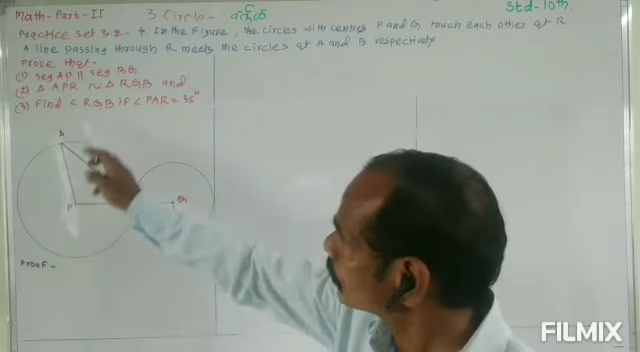 Math-Part-II 3 Circle- वर्तुळ Std-10th.
Practice Set 3.2- 4. In the Figure, the circles with centres P and Q touch each other at R
A line passing through R meets the circles at A and B respectively
Prove that-
(1) Seg AP || Seg BQ
(2) △ APR ~ △ RQB and
(3) Find < RQB if < PAR = 35°
A
P
Q
Proof-
FILMIX